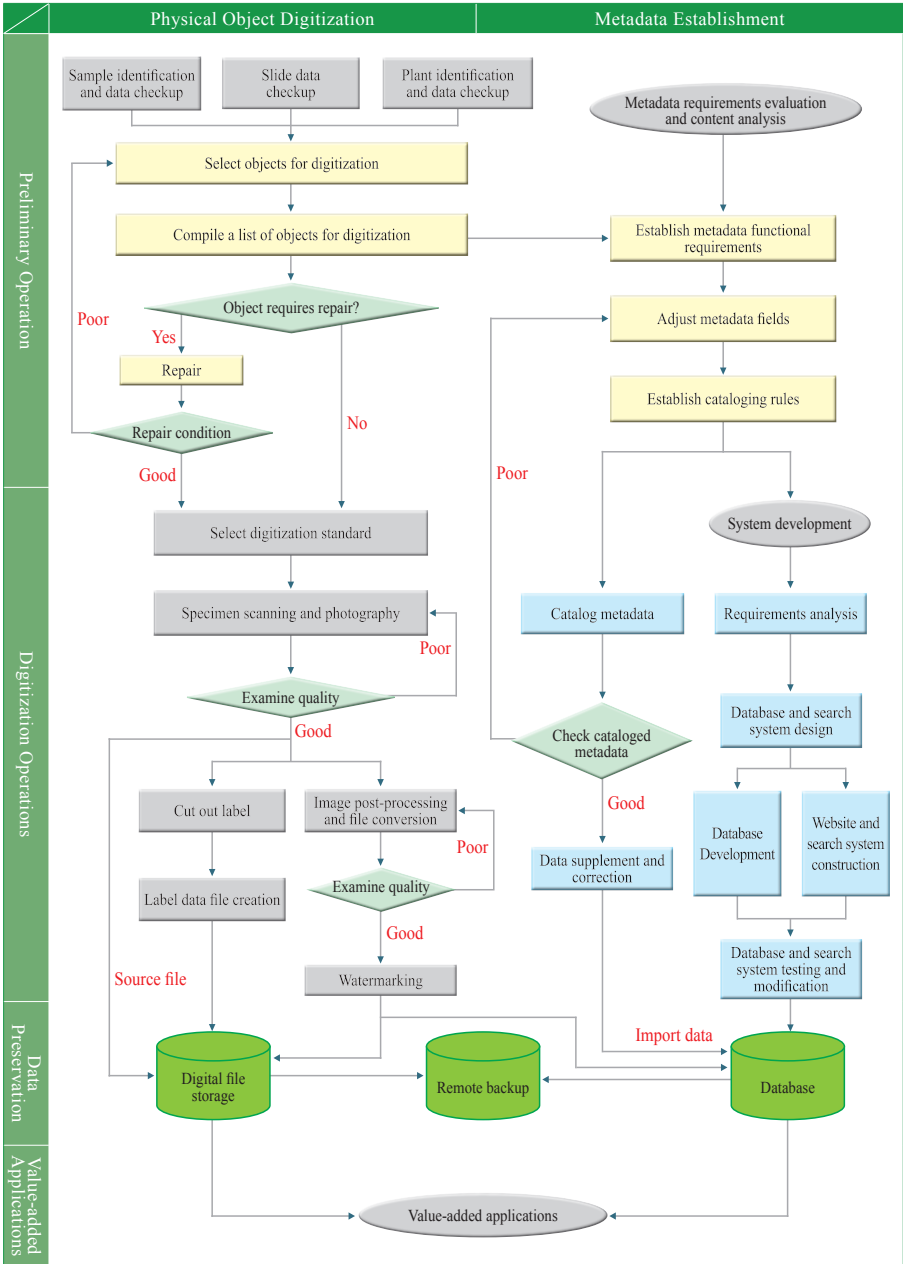 Physical Object Digitization
Metadata Establishment
Preliminary Operation
Sample identification
and data checkup
Slide data
checkup
Plant identification
and data checkup
Metadata requirements evaluation
and content analysis
Select objects for digitization
Compile a list of objects for digitization
Establish metadata functional
requirements
Object requires repair?
Adjust metadata fields
Poor
Yes
Repair
Establish cataloging rules
Repair condition
No
Good
Poor
Digitization Operations
Select digitization standard
System development
Specimen scanning and photography
Catalog metadata
Requirements analysis
Poor
Examine quality
Good
Check cataloged
metadata
Database and search
system design
Cut out label
Image post-processing
and file conversion
Good
Database
Development
Website and
search system
construction
Poor
Data supplement and
correction
Examine quality
Label data file creation
Good
Database and search
system testing and
modification
Source file
Watermarking
Data
Preservation
Import data
Digital file
storage
Remote backup
Database
Value-added
Applications
Value-added applications